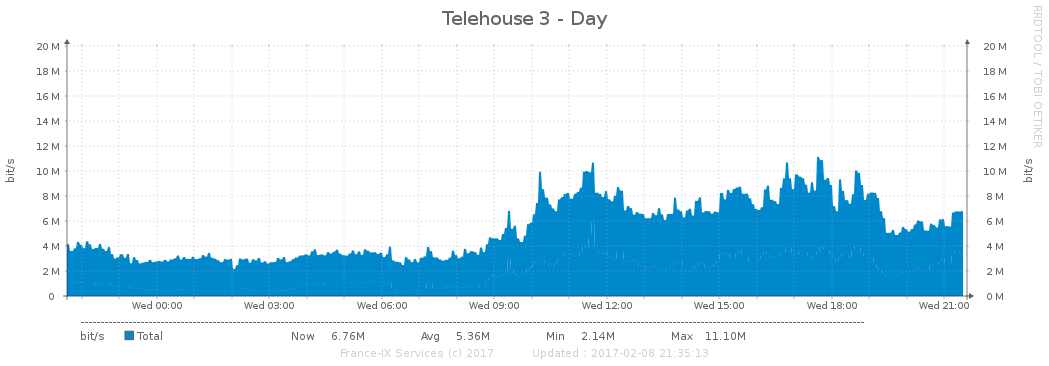 Telehouse 3 - Day
RRDTOOL / TOBI OETIKER
bit/s
20 M 20 M
18 M 18 M
16 M 16 M
14 M 14 M
12 M 12 M
10 M 10 M
8 M 8 M
6 M 6 M
4 M 4 M
2 M 2 M
0 0 M
bit/s
Wed 00:00 Wed 03:00 Wed 06:00 Wed 09:00 Wed 12:00 Wed 15:00 Wed 18:00 Wed 21:00
bit/s Total Now 6.76M Avg 5.36M Min 2.14M Max 11.10M
France-IX Services (c) 2017 Updated : 2017-02-08 21:35:13